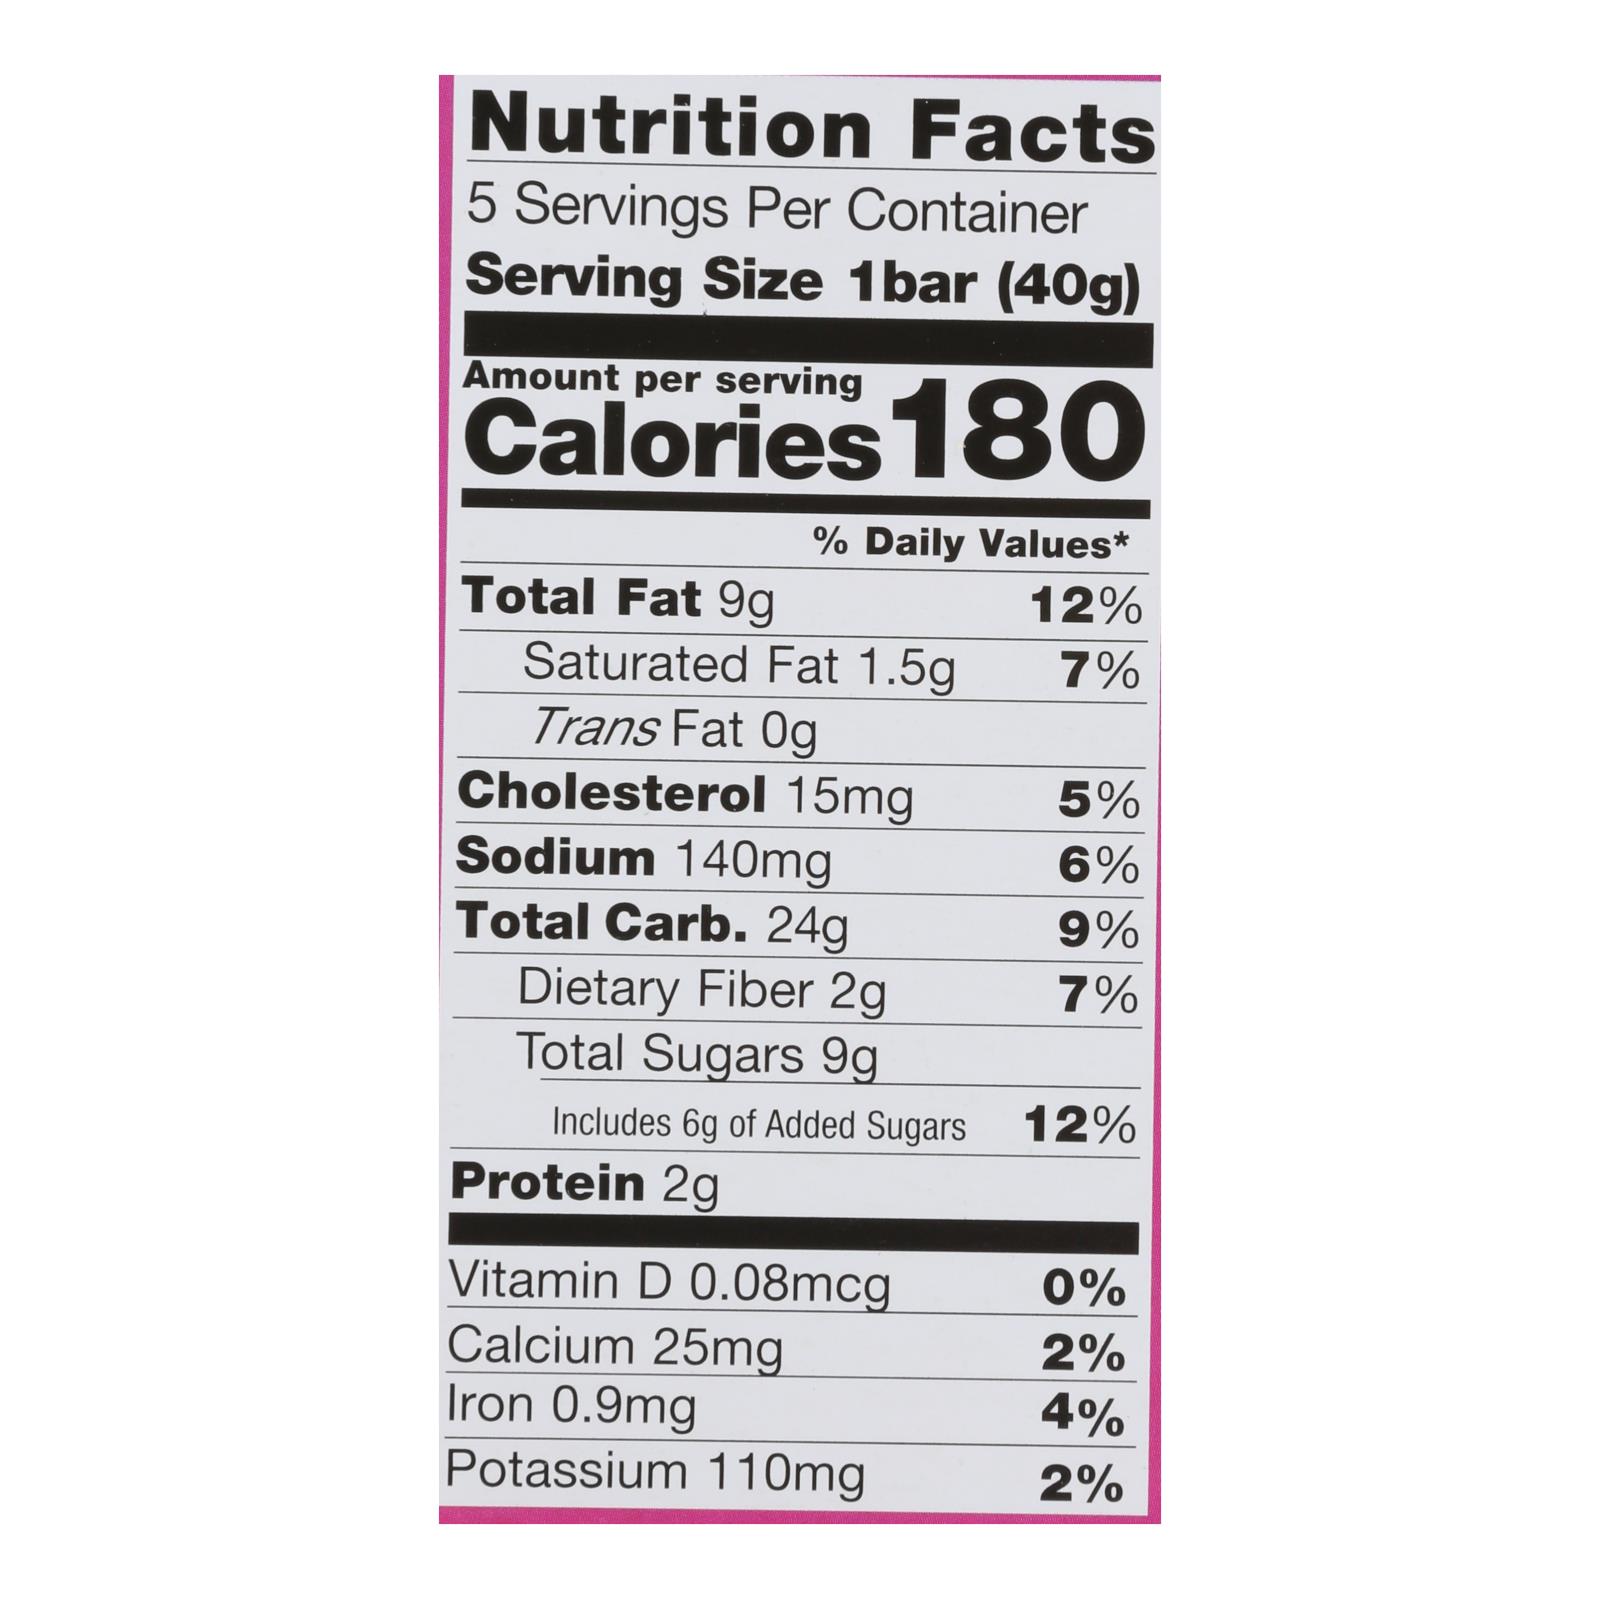 Nutrition Facts
5 Servings Per Container
Serving Size 1bar (40g)
Amount per serving
Calories 180
% Daily Values*
Total Fat 9g 12%
Saturated Fat 1.5g 7%
Trans Fat 0g
Cholesterol 15mg 5%
Sodium 140mg 6%
Total Carb. 24g 9%
Dietary Fiber 2g 7%
Total Sugars 9g
Includes 6g of Added Sugars 12%
Protein 2g
Vitamin D 0.08mcg 0%
Calcium 25mg 2%
Iron 0.9mg 4%
Potassium 110mg 2%